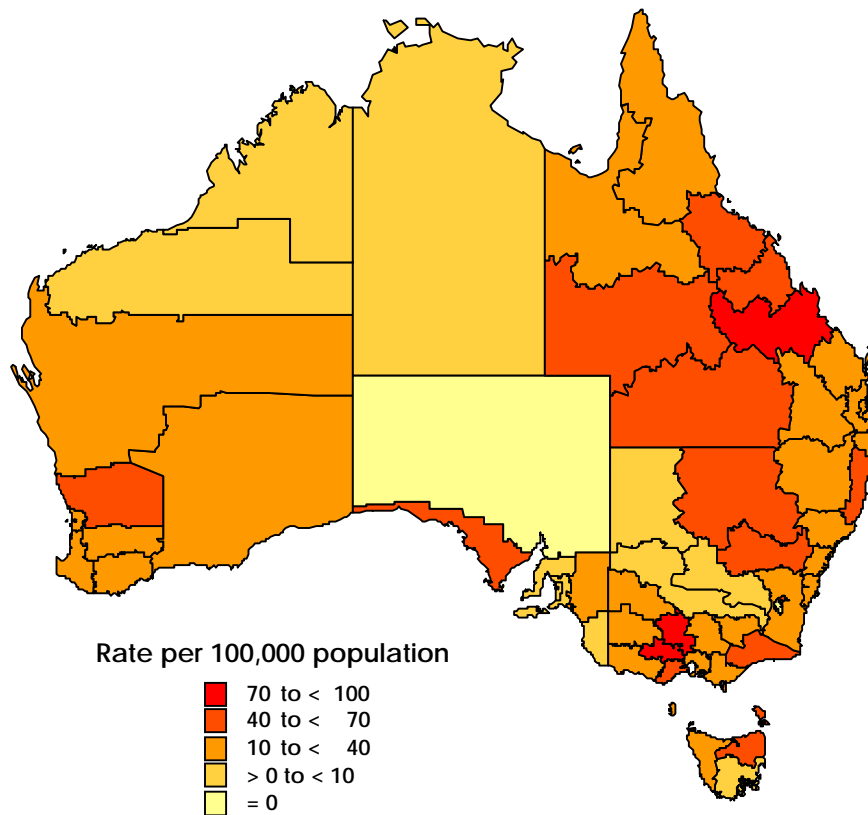 Rate per 100,000 population
70 to < 100
40 to < 70
10 to < 40
> 0 to < 10
= 0